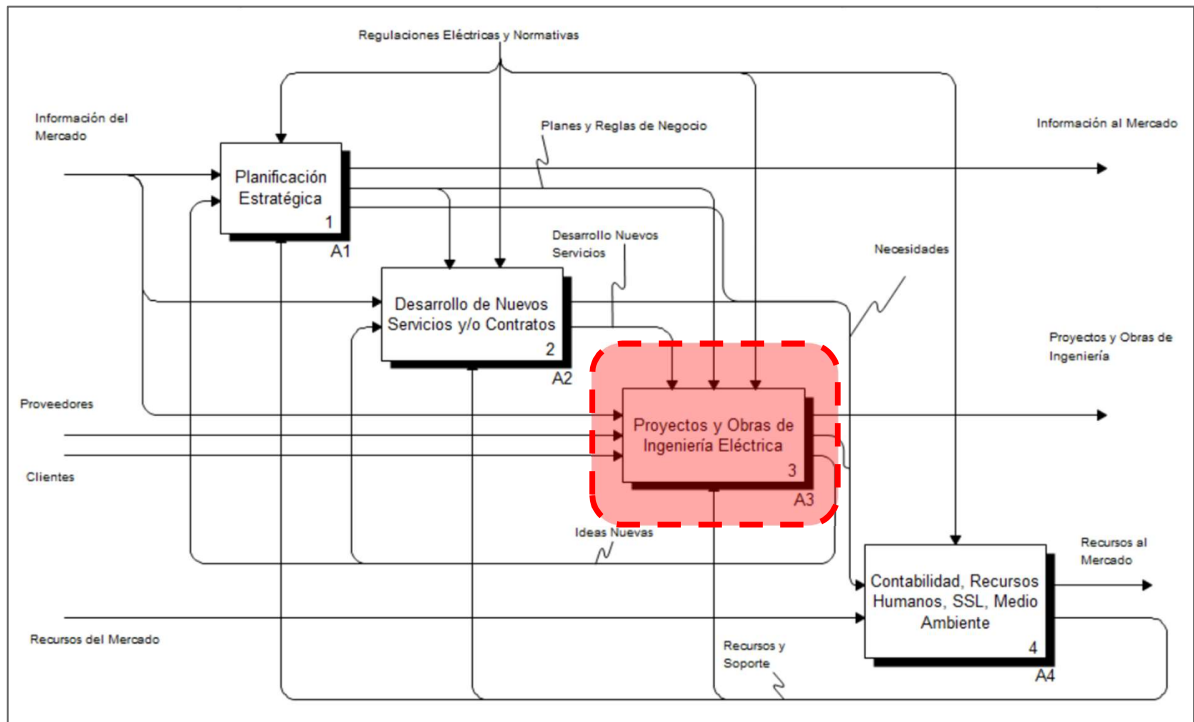 Regulaciones Eléctricas y Normativas
Información del
Mercado
Planes y Reglas de Negocio
Información al Mercado
Planificación
Estratégica
1
A1
Desarrollo Nuevos
Servicios
Necesidades
Desarrollo de Nuevos
Servicios y/o Contratos
2
A2
Proyectos y Obras de
Ingeniería
Proveedores
Proyectos y Obras de
Ingeniería Eléctrica
3
A3
Clientes
Ideas Nuevas
Recursos al
Mercado
Contabilidad, Recursos
Humanos, SSL, Medio
Ambiente
4
A4
Recursos del Mercado
Recursos y
Soporte